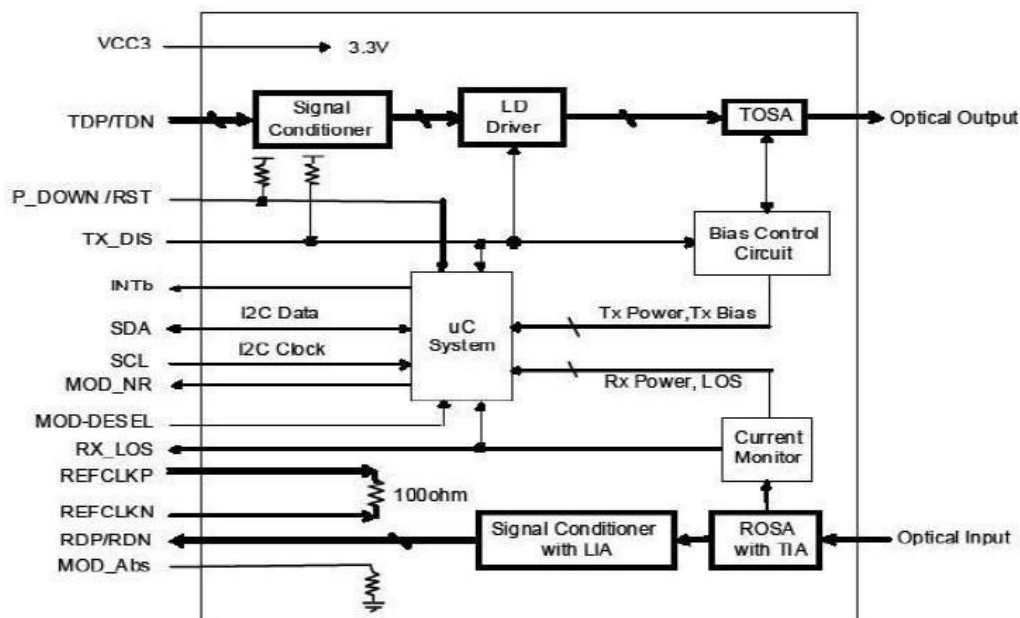 VCC3
3.3V
TDP/TDN
Signal
Conditioner
LD
Driver
TOSA
Optical Output
P_DOWN /RST
TX_DIS
Bias Control
Circuit
INTb
I2C Data
SDA
uC
System
Tx Power,Tx Bias
I2C Clock
SCL
MOD_NR
Rx Power, LOS
MOD-DESEL
RX_LOS
Current
Monitor
REFCLKP
100ohm
REFCLKN
RDP/RDN
Signal Conditioner
with LIA
ROSA
with TIA
Optical Input
MOD_Abs